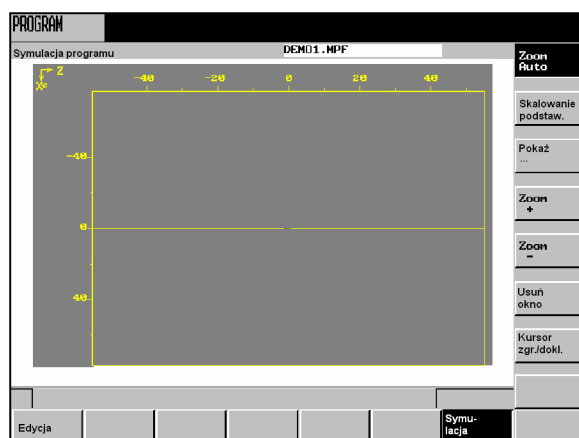 PROGRAM
Symulacja programu
DEMO1.MPF
Z
X
-40 -20 0 20 40
-40
0
40
Zoom
Auto
Skalowanie
podstaw.
Pokaż
...
Zoom
+
Zoom
-
Usuń
okno
Kursor
zgr./dokl.
Edycja
Symu-
lacja